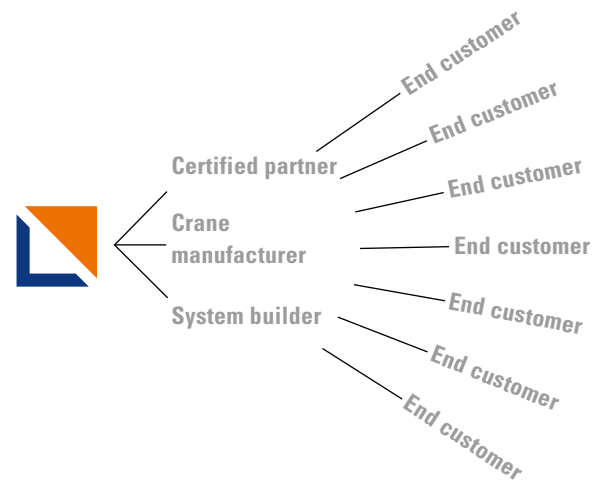 End customer
End customer
Certified partner
End customer
Crane
manufacturer
End customer
System builder
End customer
End customer
End customer